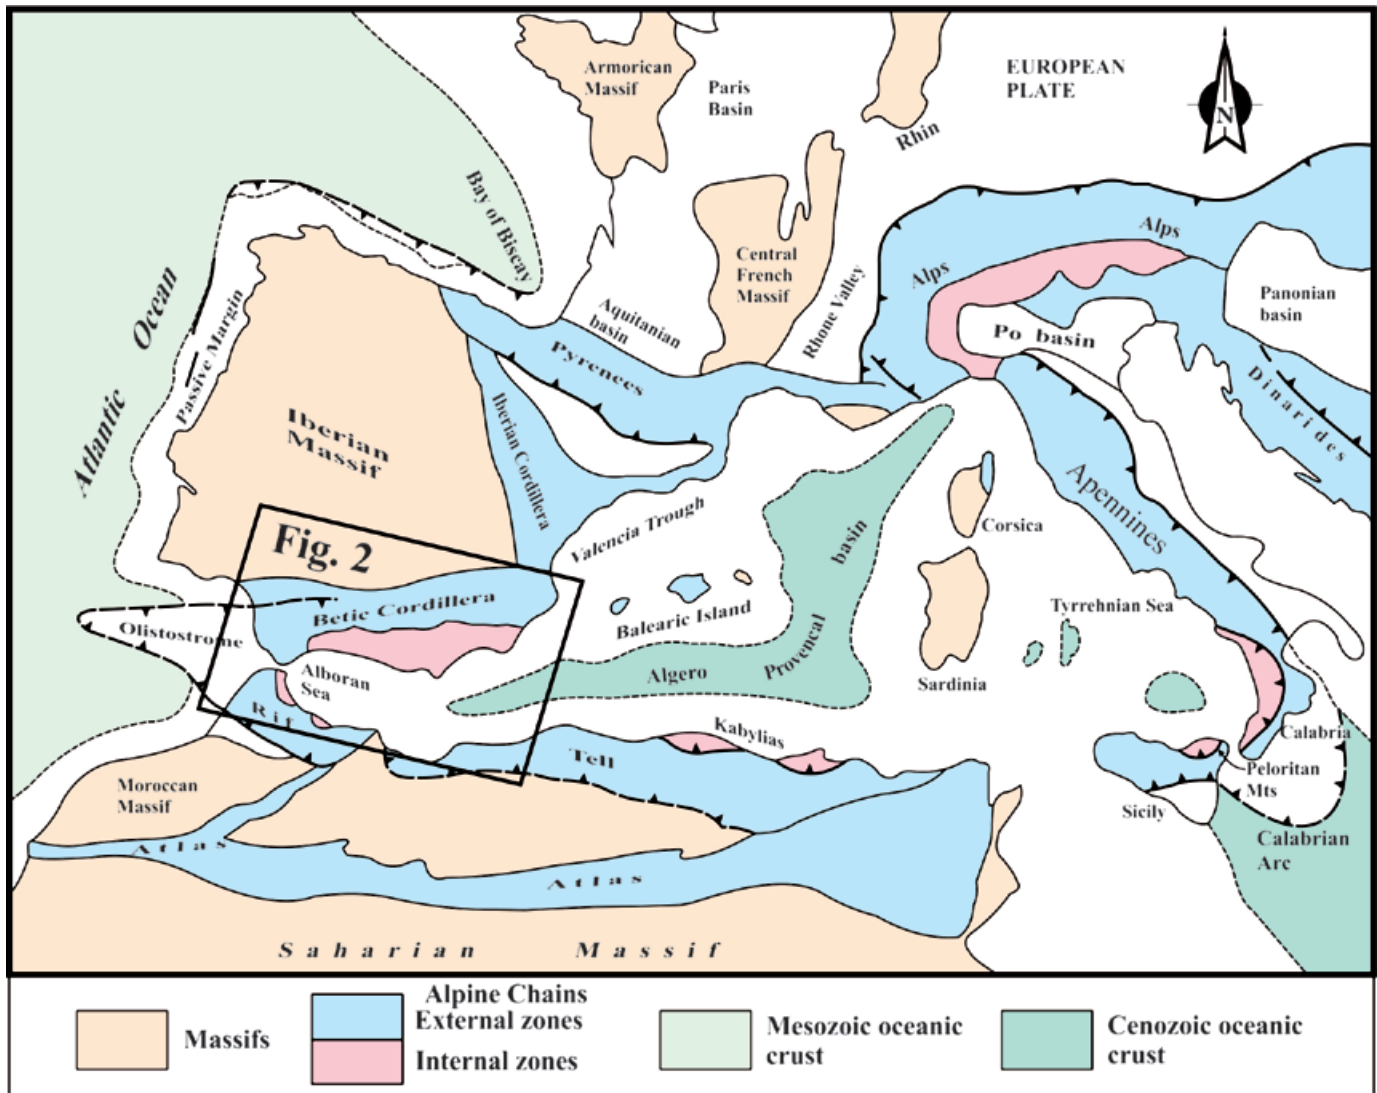 Armorican
Massif
Paris
Basin
EUROPEAN
PLATE
N
Rhin
Bay of Biscay
Alps
Alps
Central
French
Massif
Rhone Valley
Panonian
basin
Atlantic Ocean
Passive Margin
Aquitanian
basin
Po basin
Pyrenees
Dinarides
Iberian
Massif
Iberian Cordillera
Apennines
Valencia Trough
basin
Corsica
Fig. 2
Betic Cordillera
Balearic Island
Tyrrehnian Sea
Olistostrome
Provencal
Algero
Sardinia
Alboran
Sea
Rif
Kabylias
Calabria
Tell
Peloritan
Mts
Moroccan
Massif
Sicily
Calabrian
Arc
Atlas
Atlas
Saharian Massif
Massifs
Alpine Chains
External zones
Internal zones
Mesozoic oceanic
crust
Cenozoic oceanic
crust